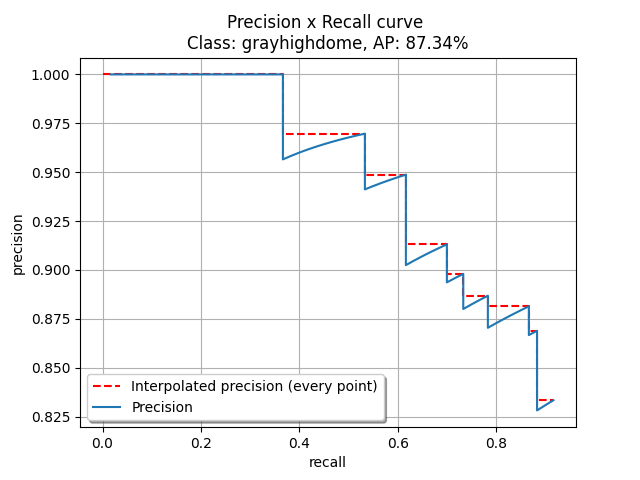 Precision x Recall curve
Class: grayhighdome, AP: 87.34%
1.000
0.975
0.950
0.925
0.900
0.875
0.850
0.825
precision
Interpolated precision (every point)
Precision
0.0 0.2 0.4 0.6 0.8
recall